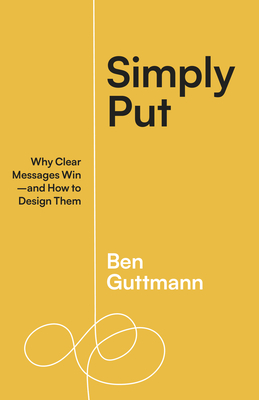 Simply
Put
Why Clear
Messages Win
—and How to
Design Them
Ben
Guttmann